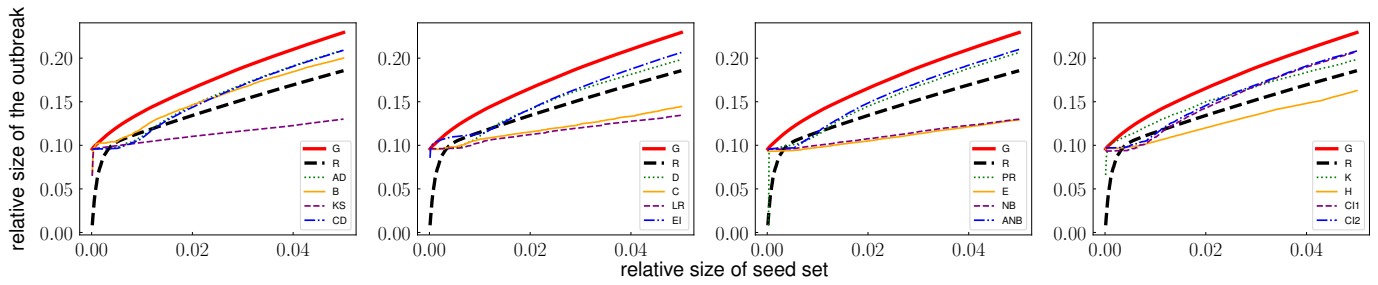 relative size of the outbreak
0.20
0.15
0.10
0.05
0.00
0.00
0.02
0.04
G
R
AD
B
KS
CD
0.20
0.15
0.10
0.05
0.00
0.00
0.02
0.04
G
R
D
C
LR
EI
0.20
0.15
0.10
0.05
0.00
0.00
0.02
0.04
G
R
PR
E
NB
ANB
0.20
0.15
0.10
0.05
0.00
0.00
0.02
0.04
G
R
K
H
CI1
CI2
relative size of seed set